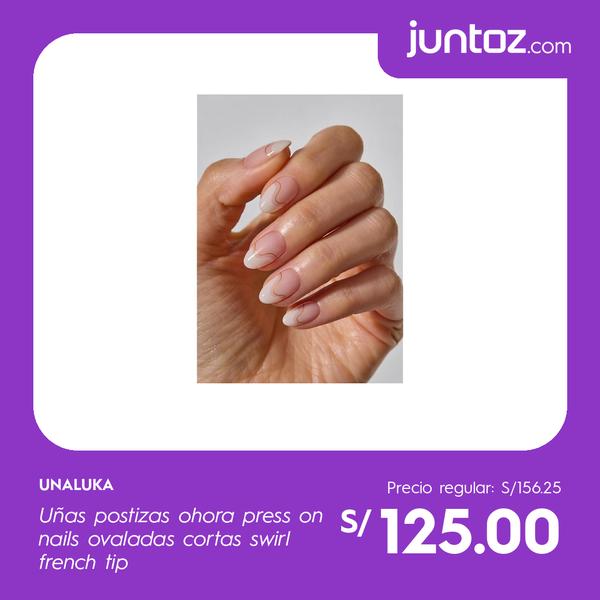 juntoz.com
UNALUKA
Uñas postizas ohora press on
nails ovaladas cortas swirl
french tip
Precio regular: S/156.25
S/125.00